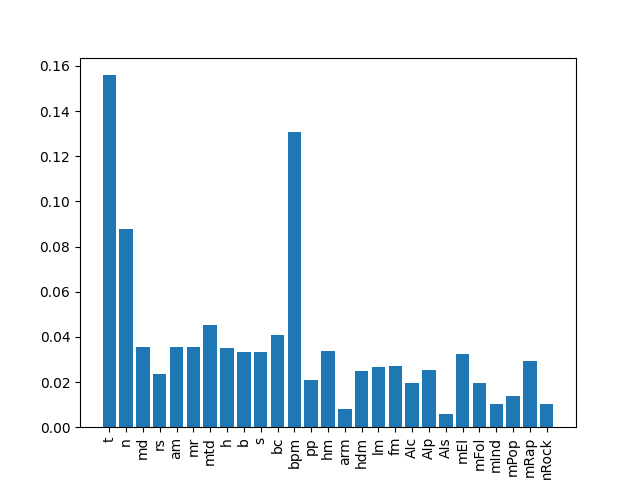 0.16
0.14
0.12
0.10
0.08
0.06
0.04
0.02
0.00
t
n
md
rs
am
mr
mtd
h
b
s
bc
bpm
pp
hm
arm
hdm
lm
fm
Alc
Alp
Als
mEl
mFol
mInd
mPop
mRap
mRock